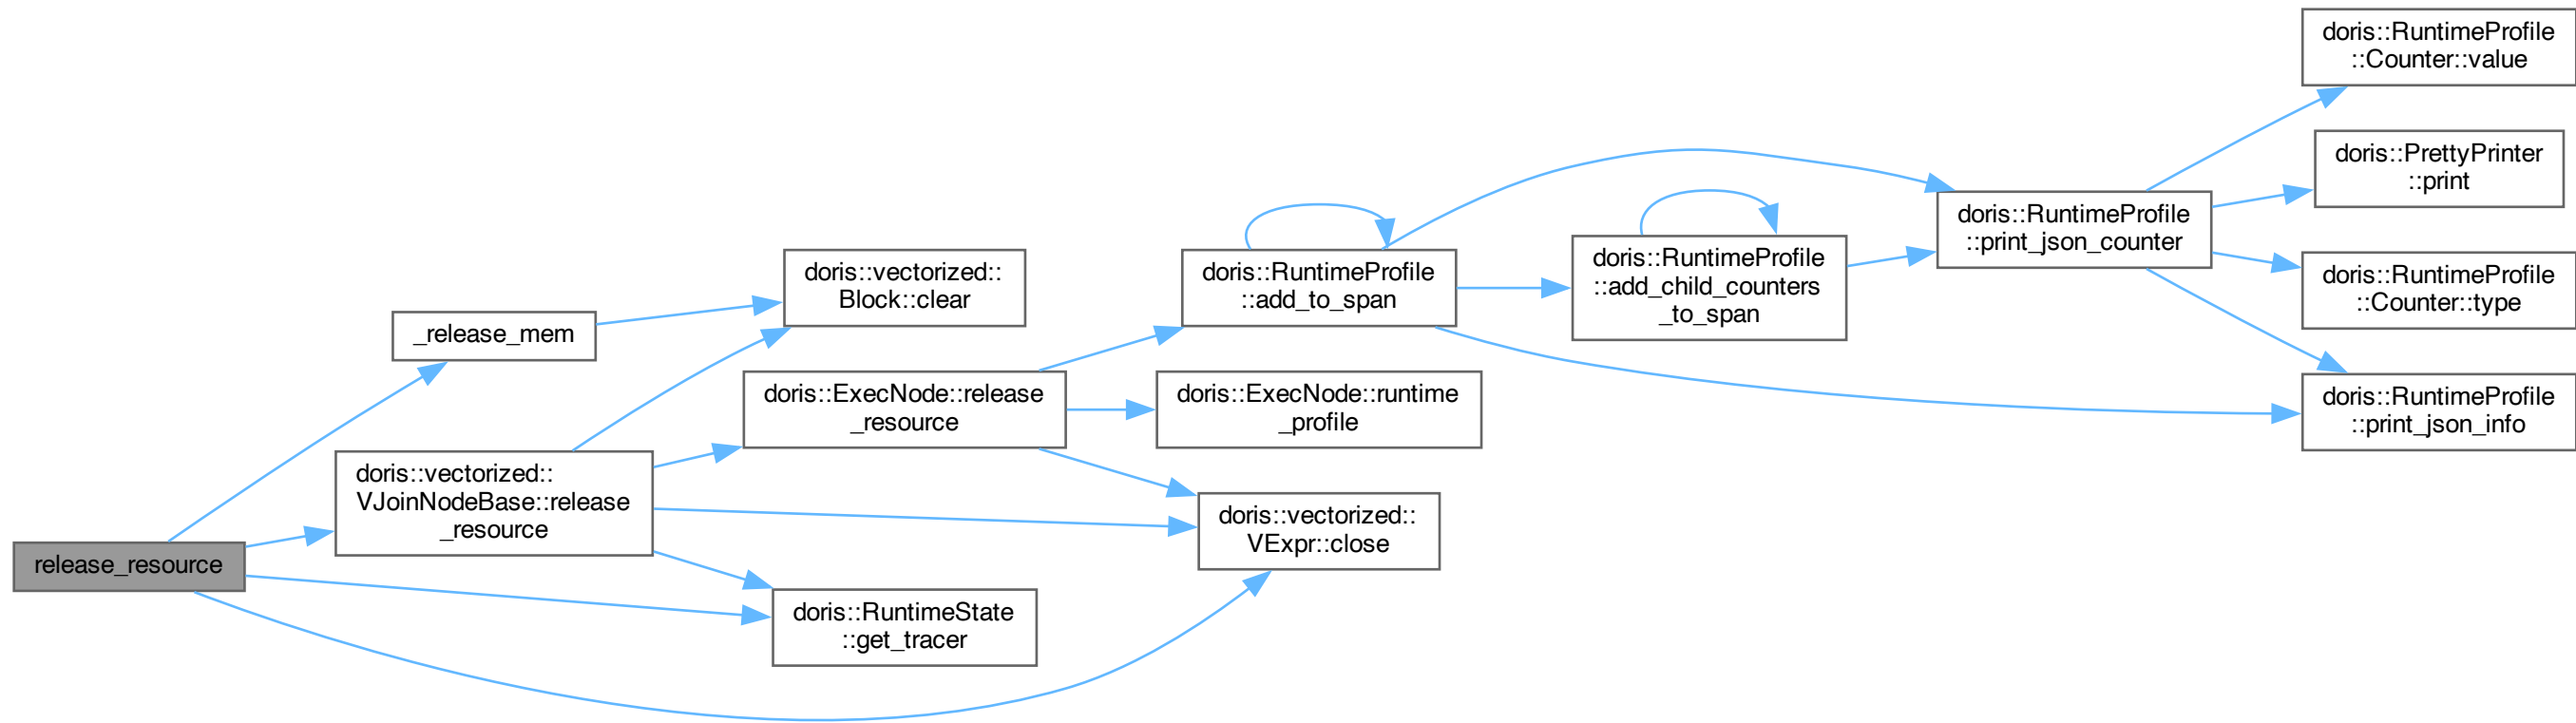 release_resource
_release_mem
doris::vectorized::
VJoinNodeBase::release
_resource
doris::vectorized::
Block::clear
doris::ExecNode::release
_resource
doris::RuntimeState
::get_tracer
doris::RuntimeProfile
::add_to_span
doris::ExecNode::runtime
_profile
doris::vectorized::
VExpr::close
doris::RuntimeProfile
::add_child_counters
_to_span
doris::RuntimeProfile
::print_json_counter
doris::RuntimeProfile
::Counter::value
doris::PrettyPrinter
::print
doris::RuntimeProfile
::Counter::type
doris::RuntimeProfile
::print_json_info